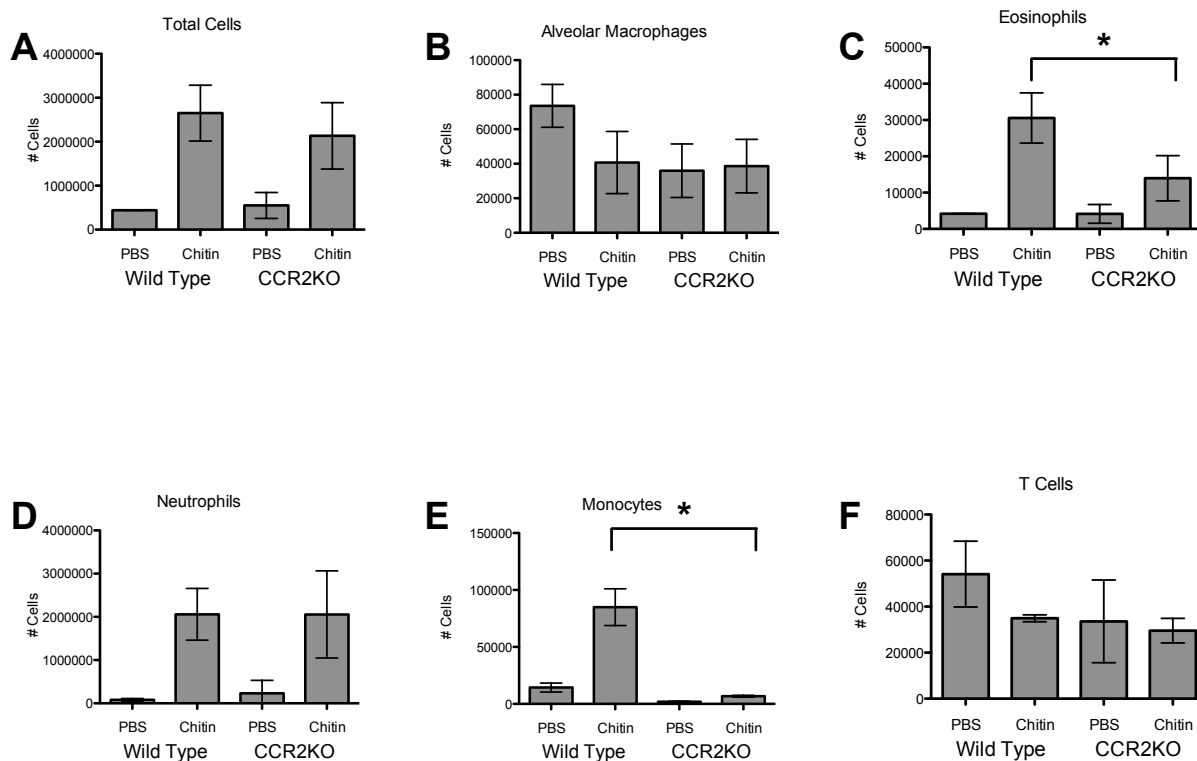 A
Total Cells
# Cells
4000000
3000000
2000000
1000000
0
PBS Chitin PBS Chitin
Wild Type CCR2KO
B
Alveolar Macrophages
# Cells
100000
80000
60000
40000
20000
0
PBS Chitin PBS Chitin
Wild Type CCR2KO
C
Eosinophils
# Cells
50000
40000
30000
20000
10000
0
*
PBS Chitin PBS Chitin
Wild Type CCR2KO
D
Neutrophils
# Cells
4000000
3000000
2000000
1000000
0
PBS Chitin PBS Chitin
Wild Type CCR2KO
E
Monocytes
# Cells
150000
100000
50000
0
*
PBS Chitin PBS Chitin
Wild Type CCR2KO
F
T Cells
# Cells
80000
60000
40000
20000
0
PBS Chitin PBS Chitin
Wild Type CCR2KO